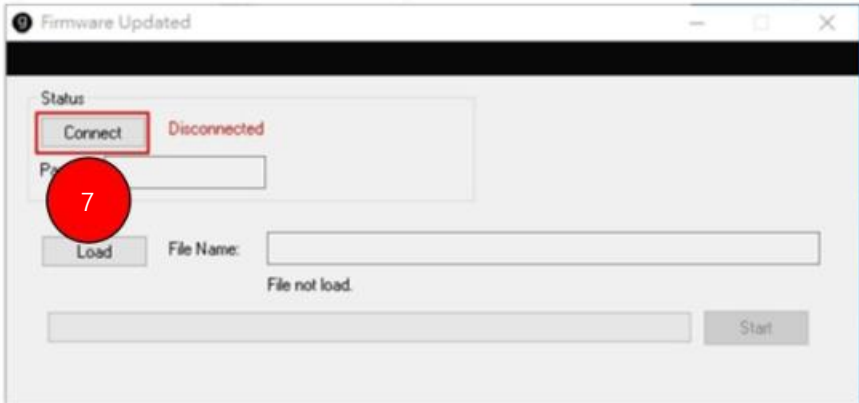 g Firmware Updated
Status
Connect Disconnected
7
Load File Name:
File not load.
Start